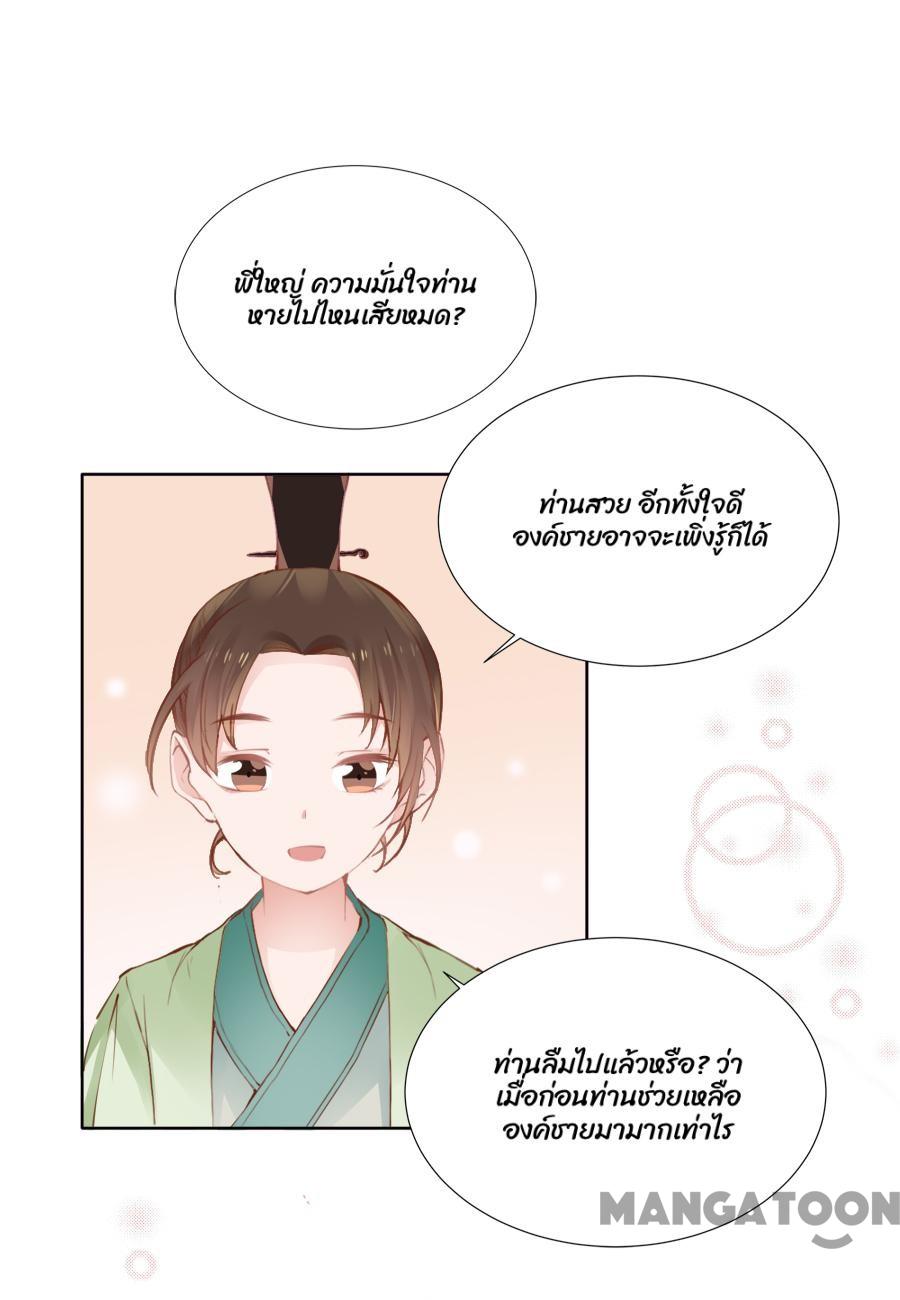 พี่ใหญ่ ความมั่นใจท่าน
หายไปไหนเสียหมด?
ท่านสวย อีกทั้งใจดี
องค์ชายอาจจะเพิ่งรู้ก็ได้
ท่านลืมไปแล้วหรือ? ว่า
เมื่อก่อนท่านช่วยเหลือ
องค์ชายมามากเท่าไร
MANGATOON